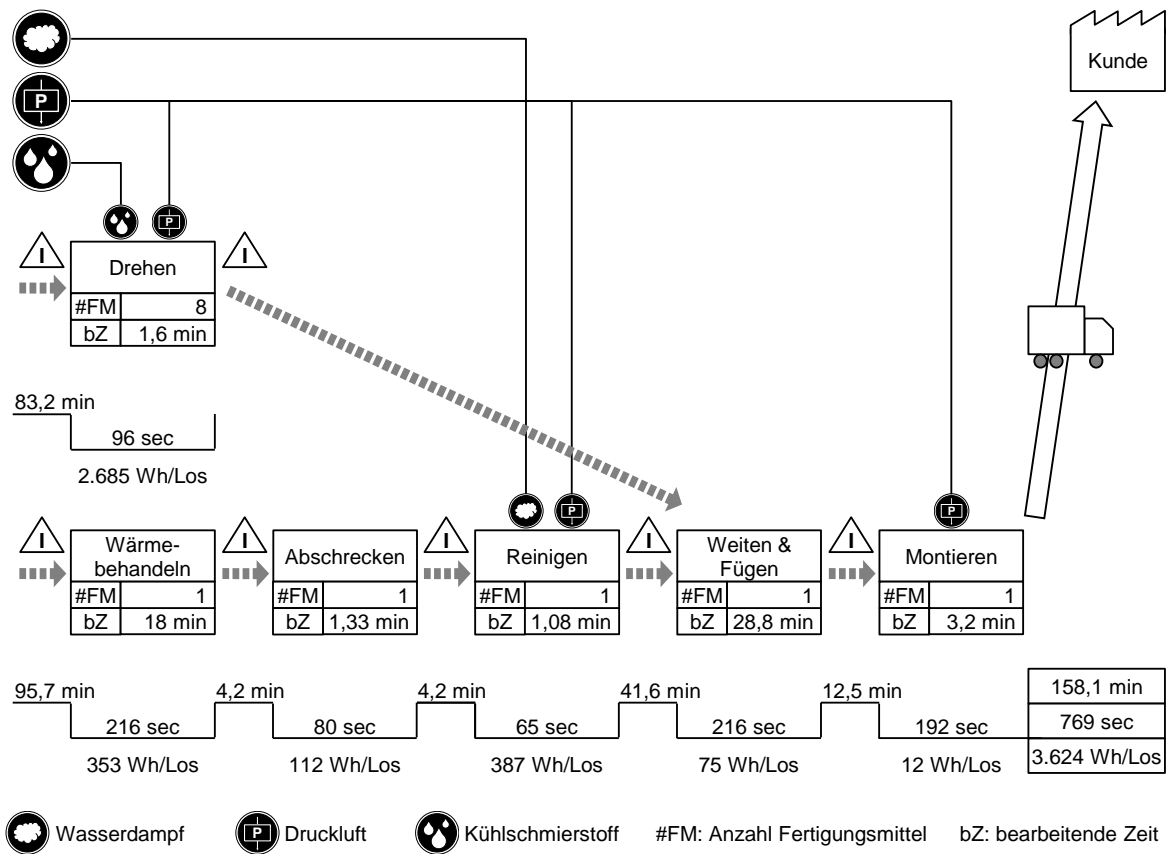 Kunde
P
P
I
I
Drehen
#FM 8
bZ 1,6 min
83,2 min
96 sec
2.685 Wh/Los
P
P
I
I
I
I
I
Wärme-
behandeln
Abschrecken
Reinigen
Weiten &
Fügen
Montieren
#FM 1
#FM 1
#FM 1
#FM 1
#FM 1
bZ 18 min
bZ 1,33 min
bZ 1,08 min
bZ 28,8 min
bZ 3,2 min
95,7 min
4,2 min
4,2 min
41,6 min
12,5 min
158,1 min
216 sec
80 sec
65 sec
216 sec
192 sec
769 sec
353 Wh/Los
112 Wh/Los
387 Wh/Los
75 Wh/Los
12 Wh/Los
3.624 Wh/Los
Wasserdampf
P
Druckluft
Kühlschmierstoff
#FM: Anzahl Fertigungsmittel
bZ: bearbeitende Zeit